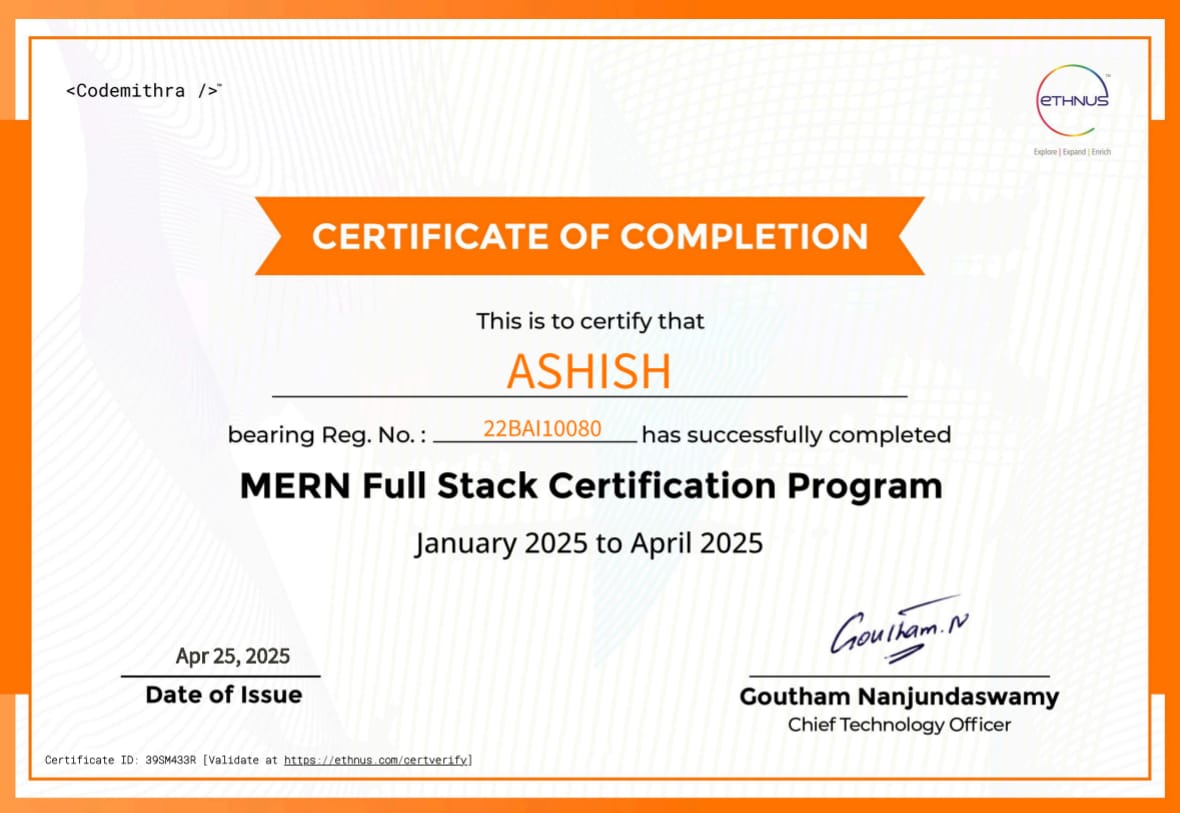 <Codemithra />™
eTHNUS™
Explore | Expand | Enrich
CERTIFICATE OF COMPLETION
This is to certify that
ASHISH
bearing Reg. No. : 22BAI10080 has successfully completed
MERN Full Stack Certification Program
January 2025 to April 2025
Goutham.N
Apr 25, 2025
Date of Issue
Goutham Nanjundaswamy
Chief Technology Officer
Certificate ID: 39SM433R [Validate at https://ethnus.com/certverify]